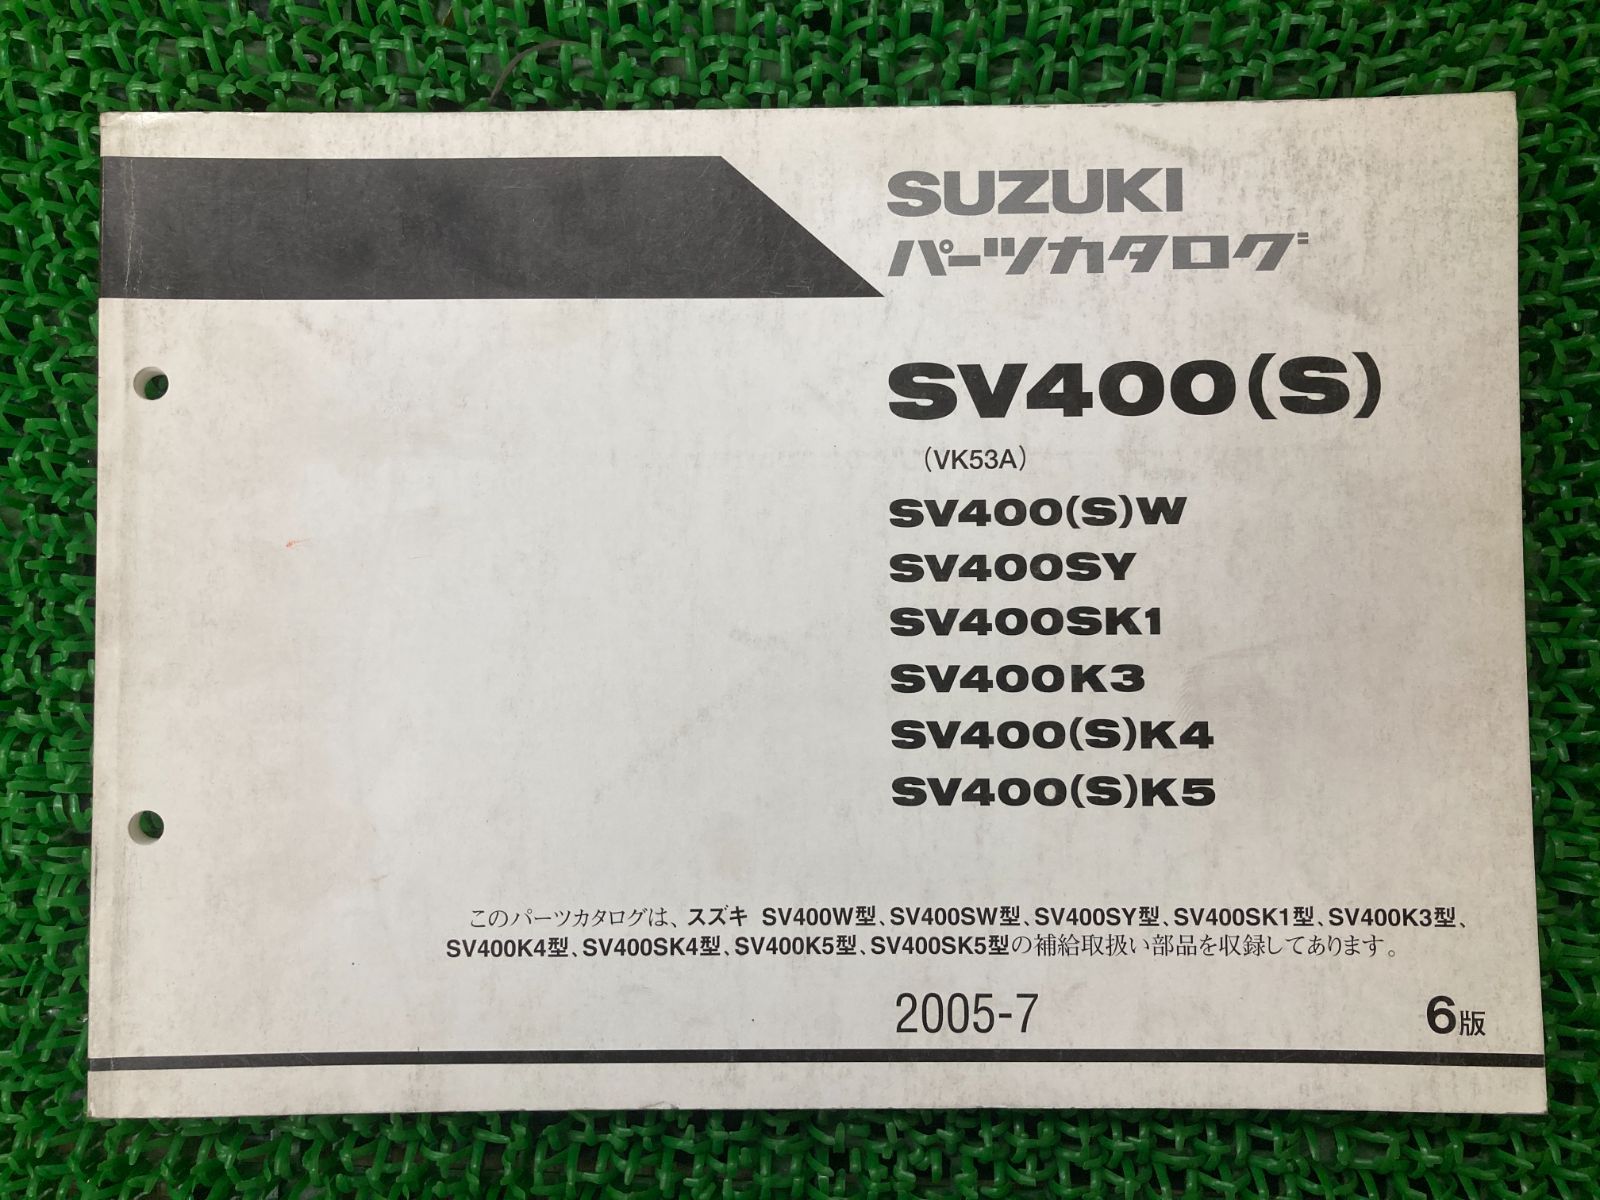 SUZUKI
パーツカタログ
SV400(S)
(VK53A)
SV400(S)W
SV400SY
SV400SK1
SV400K3
SV400(S)K4
SV400(S)K5
このパーツカタログは、スズキ SV400W型、SV400SW型、SV400SY型、SV400SK1型、SV400K3型、
SV400K4型、SV400SK4型、SV400K5型、SV400SK5型の補給取扱い部品を収録してあります。
2005-7
6版